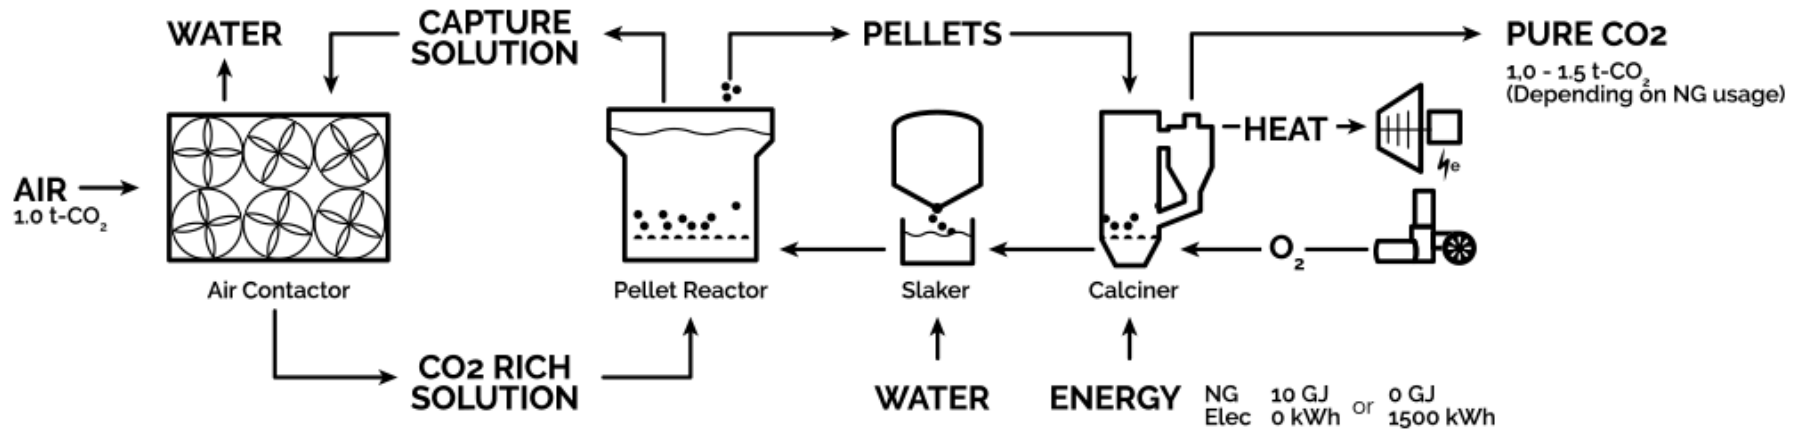 WATER
CAPTURE
SOLUTION
PELLETS
PURE CO2
1,0 - 1.5 t-CO₂
(Depending on NG usage)
HEAT
e
AIR
1.0 t-CO₂
O₂
Air Contactor
Pellet Reactor
Slaker
Calciner
CO2 RICH
SOLUTION
WATER
ENERGY
NG 10 GJ or 0 GJ
Elec 0 kWh 1500 kWh